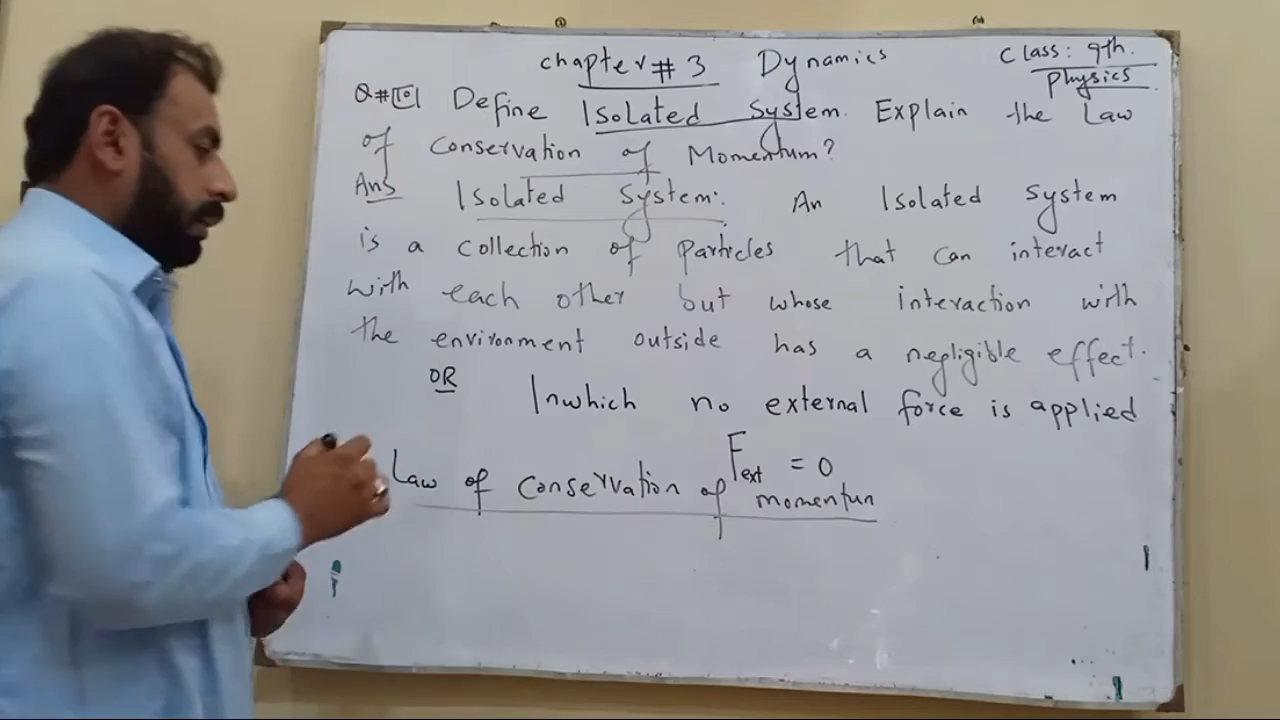 chapter # 3 Dynamics
Class: 9th.
Physics
Q#10 Define Isolated System. Explain the Law
of Conservation of Momentum?
Ans Isolated System: An Isolated System
is a collection of particles that can interact
with each other but whose interaction with
the environment outside has a negligible effect.
OR Inwhich no external force is applied
Fext = 0
Law of Conservation of momentun